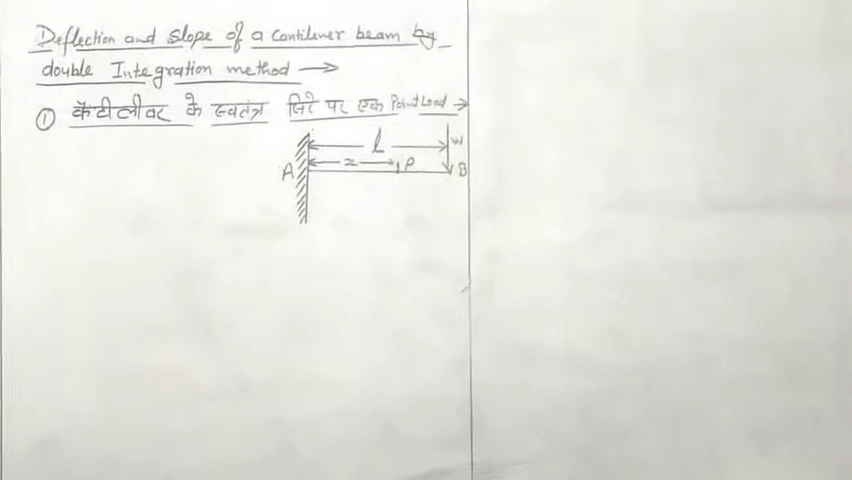 Deflection and Slope of a Cantilever beam by
double Integration method →
① कैंटीलीवर के स्वतंत्र सिरे पर एक Point Load →
l
W
x
P
A
B